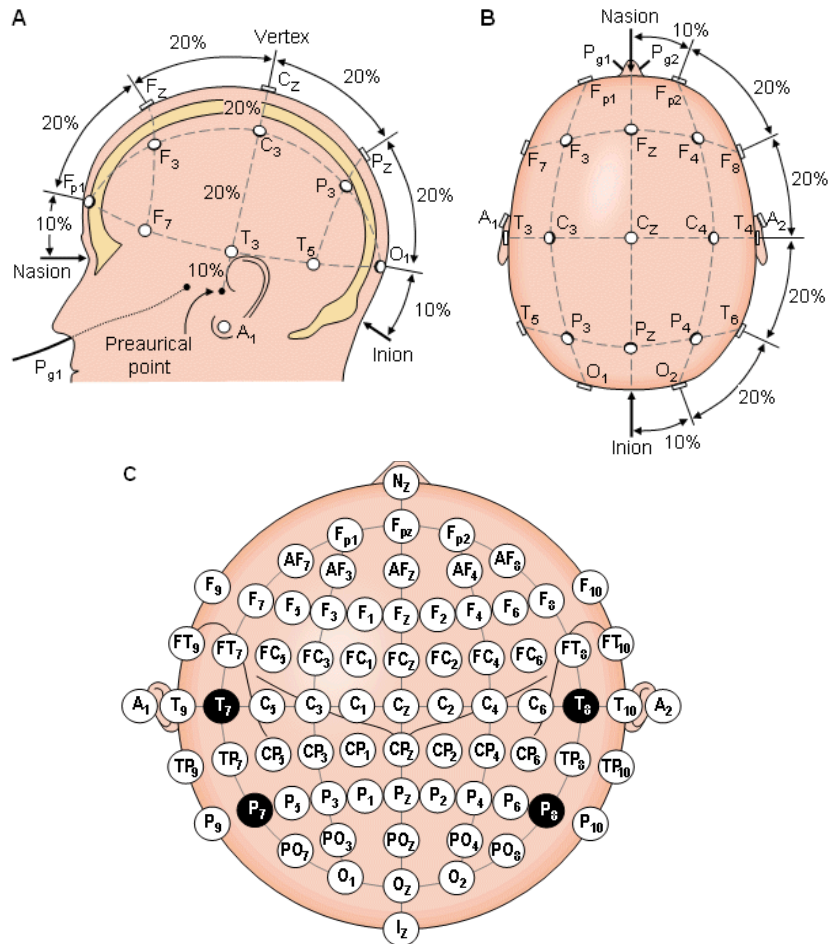 A
20%
Vertex
FZ
CZ
20%
20%
20%
C3
F3
PZ
Fp1
20%
P3
20%
F7
10%
T3
T5
O1
Nasion
10%
10%
A1
Preaurical
point
Inion
Pg1
B
Nasion
10%
Pg1
Pg2
Fp1
Fp2
20%
F7
F3
FZ
F4
F8
A1
T3
C3
CZ
C4
T4
A2
20%
T5
P3
PZ
P4
T6
O1
O2
20%
10%
Inion
C
NZ
Fp1 Fpz Fp2
AF7 AF3 AFZ AF4 AF8
F9 F7 F5 F3 F1 FZ F2 F4 F6 F8 F10
FT9 FT7 FC5 FC3 FC1 FCZ FC2 FC4 FC6 FT8 FT10
A1 T9 T7 C5 C3 C1 CZ C2 C4 C6 T8 T10 A2
TP9 TP7 CP5 CP3 CP1 CPZ CP2 CP4 CP6 TP8 TP10
P9 P7 P5 P3 P1 PZ P2 P4 P6 P8 P10
PO7 PO3 POZ PO4 PO8
O1 OZ O2
IZ